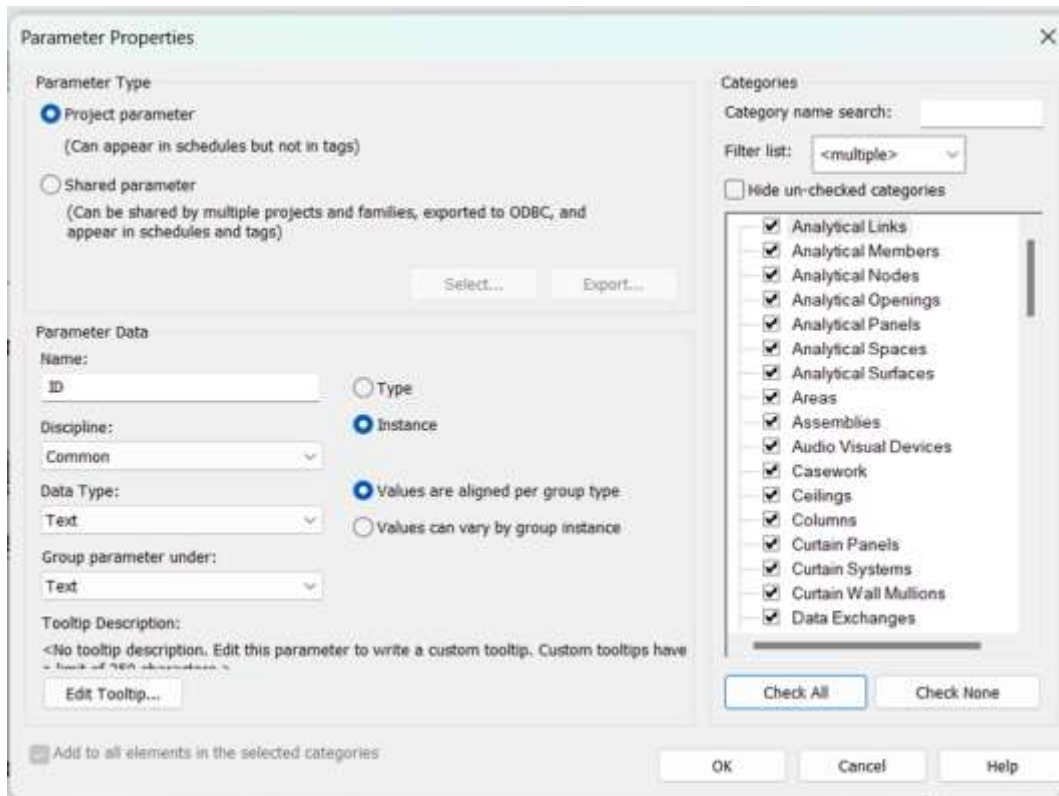 Parameter Properties
Parameter Type
Project parameter
(Can appear in schedules but not in tags)
Shared parameter
(Can be shared by multiple projects and families, exported to ODBC, and
appear in schedules and tags)
Select...
Export...
Parameter Data
Name:
ID
Type
Instance
Discipline:
Common
Data Type:
Text
Values are aligned per group type
Values can vary by group instance
Group parameter under:
Text
Tooltip Description:
<No tooltip description. Edit this parameter to write a custom tooltip. Custom tooltips have
a limit of 250 characters.>
Edit Tooltip...
Add to all elements in the selected categories
Categories
Category name search:
Filter list:
<multiple>
Hide un-checked categories
Analytical Links
Analytical Members
Analytical Nodes
Analytical Openings
Analytical Panels
Analytical Spaces
Analytical Surfaces
Areas
Assemblies
Audio Visual Devices
Casework
Ceilings
Columns
Curtain Panels
Curtain Systems
Curtain Wall Mullions
Data Exchanges
Check All
Check None
OK
Cancel
Help